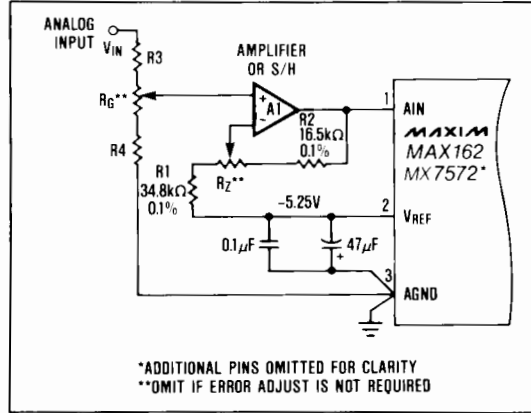 ANALOG
INPUT
VIN
R3
RG**
R4
AMPLIFIER
OR S/H
+
A1
−
R2
16.5kΩ
0.1%
R1
34.8kΩ
0.1%
RZ**
−5.25V
0.1μF
47μF
+
1
AIN
MAXIM
MAX162
MX7572*
2
VREF
3
AGND
*ADDITIONAL PINS OMITTED FOR CLARITY
**OMIT IF ERROR ADJUST IS NOT REQUIRED